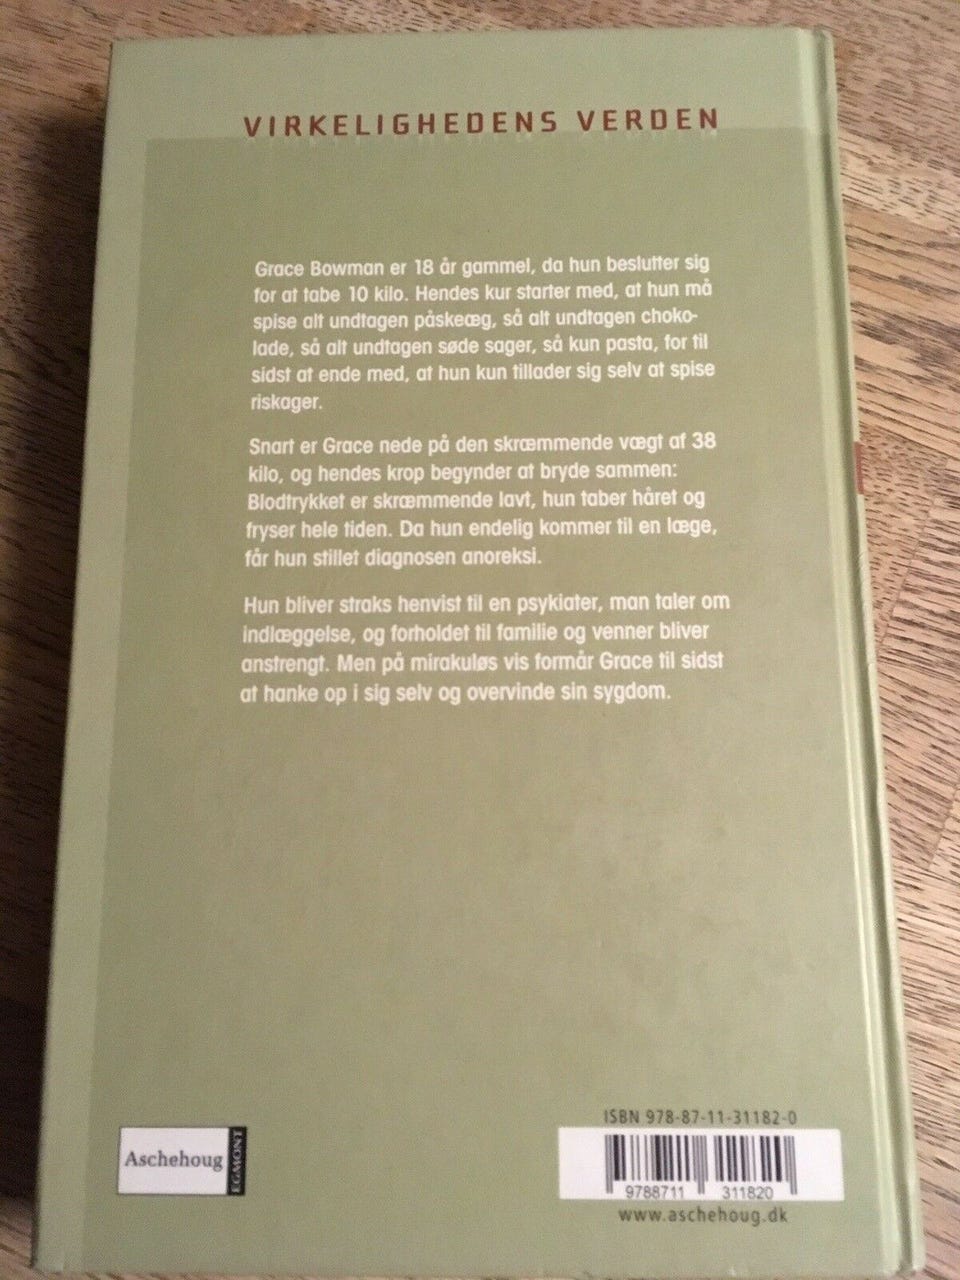 VIRKELIGHEDENS VERDEN
Grace Bowman er 18 år gammel, da hun beslutter sig
for at tabe 10 kilo. Hendes kur starter med, at hun må
spise alt undtagen påskeæg, så alt undtagen choko-
lade, så alt undtagen søde sager, så kun pasta, for til
sidst at ende med, at hun kun tillader sig selv at spise
riskager.
Snart er Grace nede på den skræmmende vægt af 38
kilo, og hendes krop begynder at bryde sammen:
Blodtrykket er skræmmende lavt, hun taber håret og
fryser hele tiden. Da hun endelig kommer til en læge,
får hun stillet diagnosen anoreksi.
Hun bliver straks henvist til en psykiater, man taler om
indlæggelse, og forholdet til familie og venner bliver
anstrengt. Men på mirakuløs vis formår Grace til sidst
at hanke op i sig selv og overvinde sin sygdom.
Aschehoug
EGMONT
ISBN 978-87-11-31182-0
9788711 311820
www.aschehoug.dk